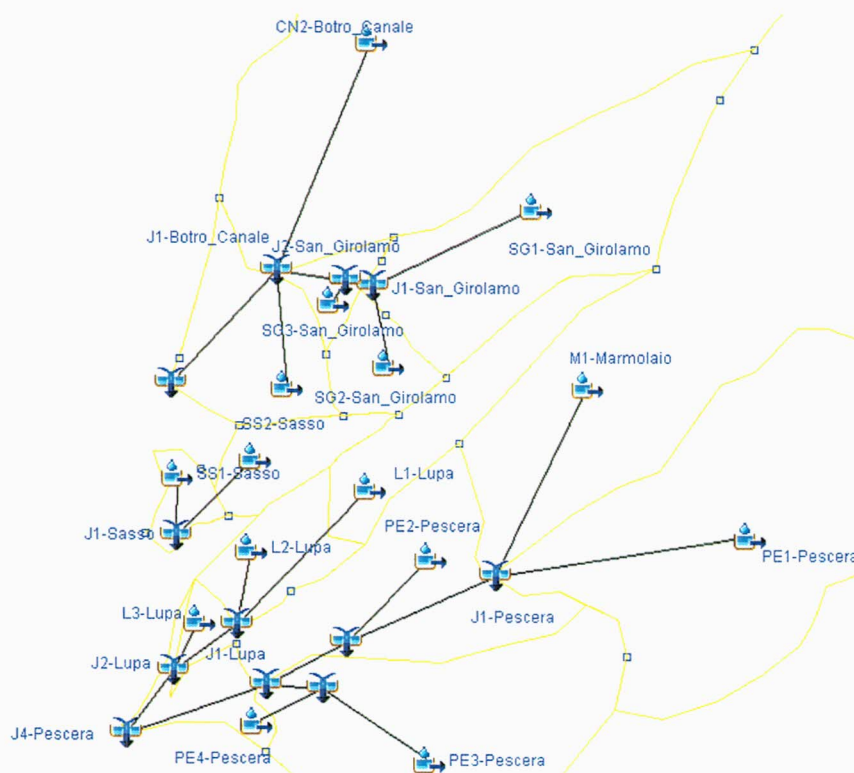 CN2-Botro_Canale
J1-Botro_Canale
J2-San_Girolamo
SG1-San_Girolamo
J1-San_Girolamo
SG3-San_Girolamo
M1-Marmolaio
SG2-San_Girolamo
SS2-Sasso
SS1-Sasso
L1-Lupa
J1-Sasso
PE2-Pescera
L2-Lupa
PE1-Pescera
L3-Lupa
J1-Pescera
J1-Lupa
J2-Lupa
J4-Pescera
PE4-Pescera
PE3-Pescera